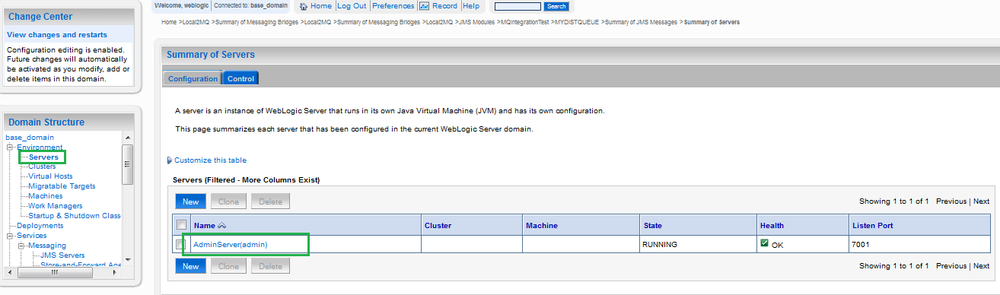 Change Center
View changes and restarts
Configuration editing is enabled.
Future changes will automatically
be activated as you modify, add or
delete items in this domain.
Domain Structure
base_domain
Environment
Servers
Clusters
Virtual Hosts
Migratable Targets
Machines
Work Managers
Startup & Shutdown Classe
Deployments
Services
Messaging
JMS Servers
Store-and-Forward Age
Welcome, weblogic Connected to: base_domain Home Log Out Preferences Record Help Search
Home >Local2MQ >Summary of Messaging Bridges >Local2MQ >Summary of Messaging Bridges >Local2MQ >JMS Modules >MQIntegrationTest >MYDISTQUEUE >Summary of JMS Messages >Summary of Servers
Summary of Servers
Configuration Control
A server is an instance of WebLogic Server that runs in its own Java Virtual Machine (JVM) and has its own configuration.
This page summarizes each server that has been configured in the current WebLogic Server domain.
Customize this table
Servers (Filtered - More Columns Exist)
New Clone Delete Showing 1 to 1 of 1 Previous | Next
Name Cluster Machine State Health Listen Port
AdminServer(admin) RUNNING OK 7001
New Clone Delete Showing 1 to 1 of 1 Previous | Next